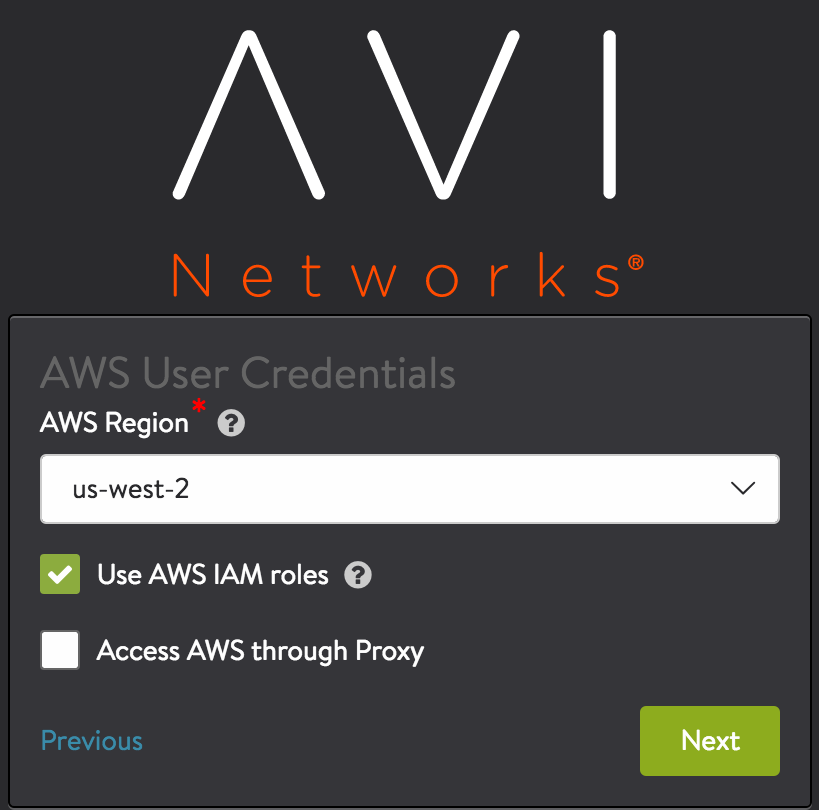 AVI
Networks®
AWS User Credentials
AWS Region*
us-west-2
Use AWS IAM roles
Access AWS through Proxy
Previous
Next